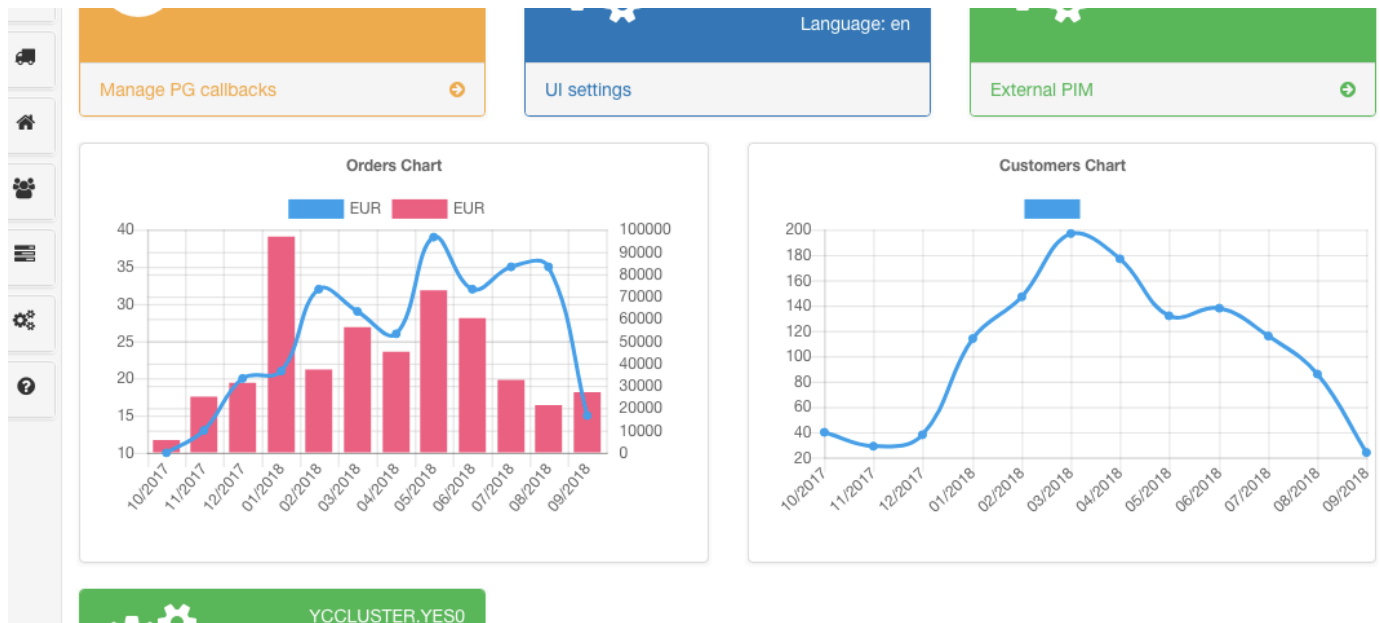 Language: en
Manage PG callbacks
UI settings
External PIM
Orders Chart
EUR EUR
40
35
30
25
20
15
10
100000
90000
80000
70000
60000
50000
40000
30000
20000
10000
0
10/2017 11/2017 12/2017 01/2018 02/2018 03/2018 04/2018 05/2018 06/2018 07/2018 08/2018 09/2018
Customers Chart
200
180
160
140
120
100
80
60
40
20
10/2017 11/2017 12/2017 01/2018 02/2018 03/2018 04/2018 05/2018 06/2018 07/2018 08/2018 09/2018
YCCLUSTER.YES0